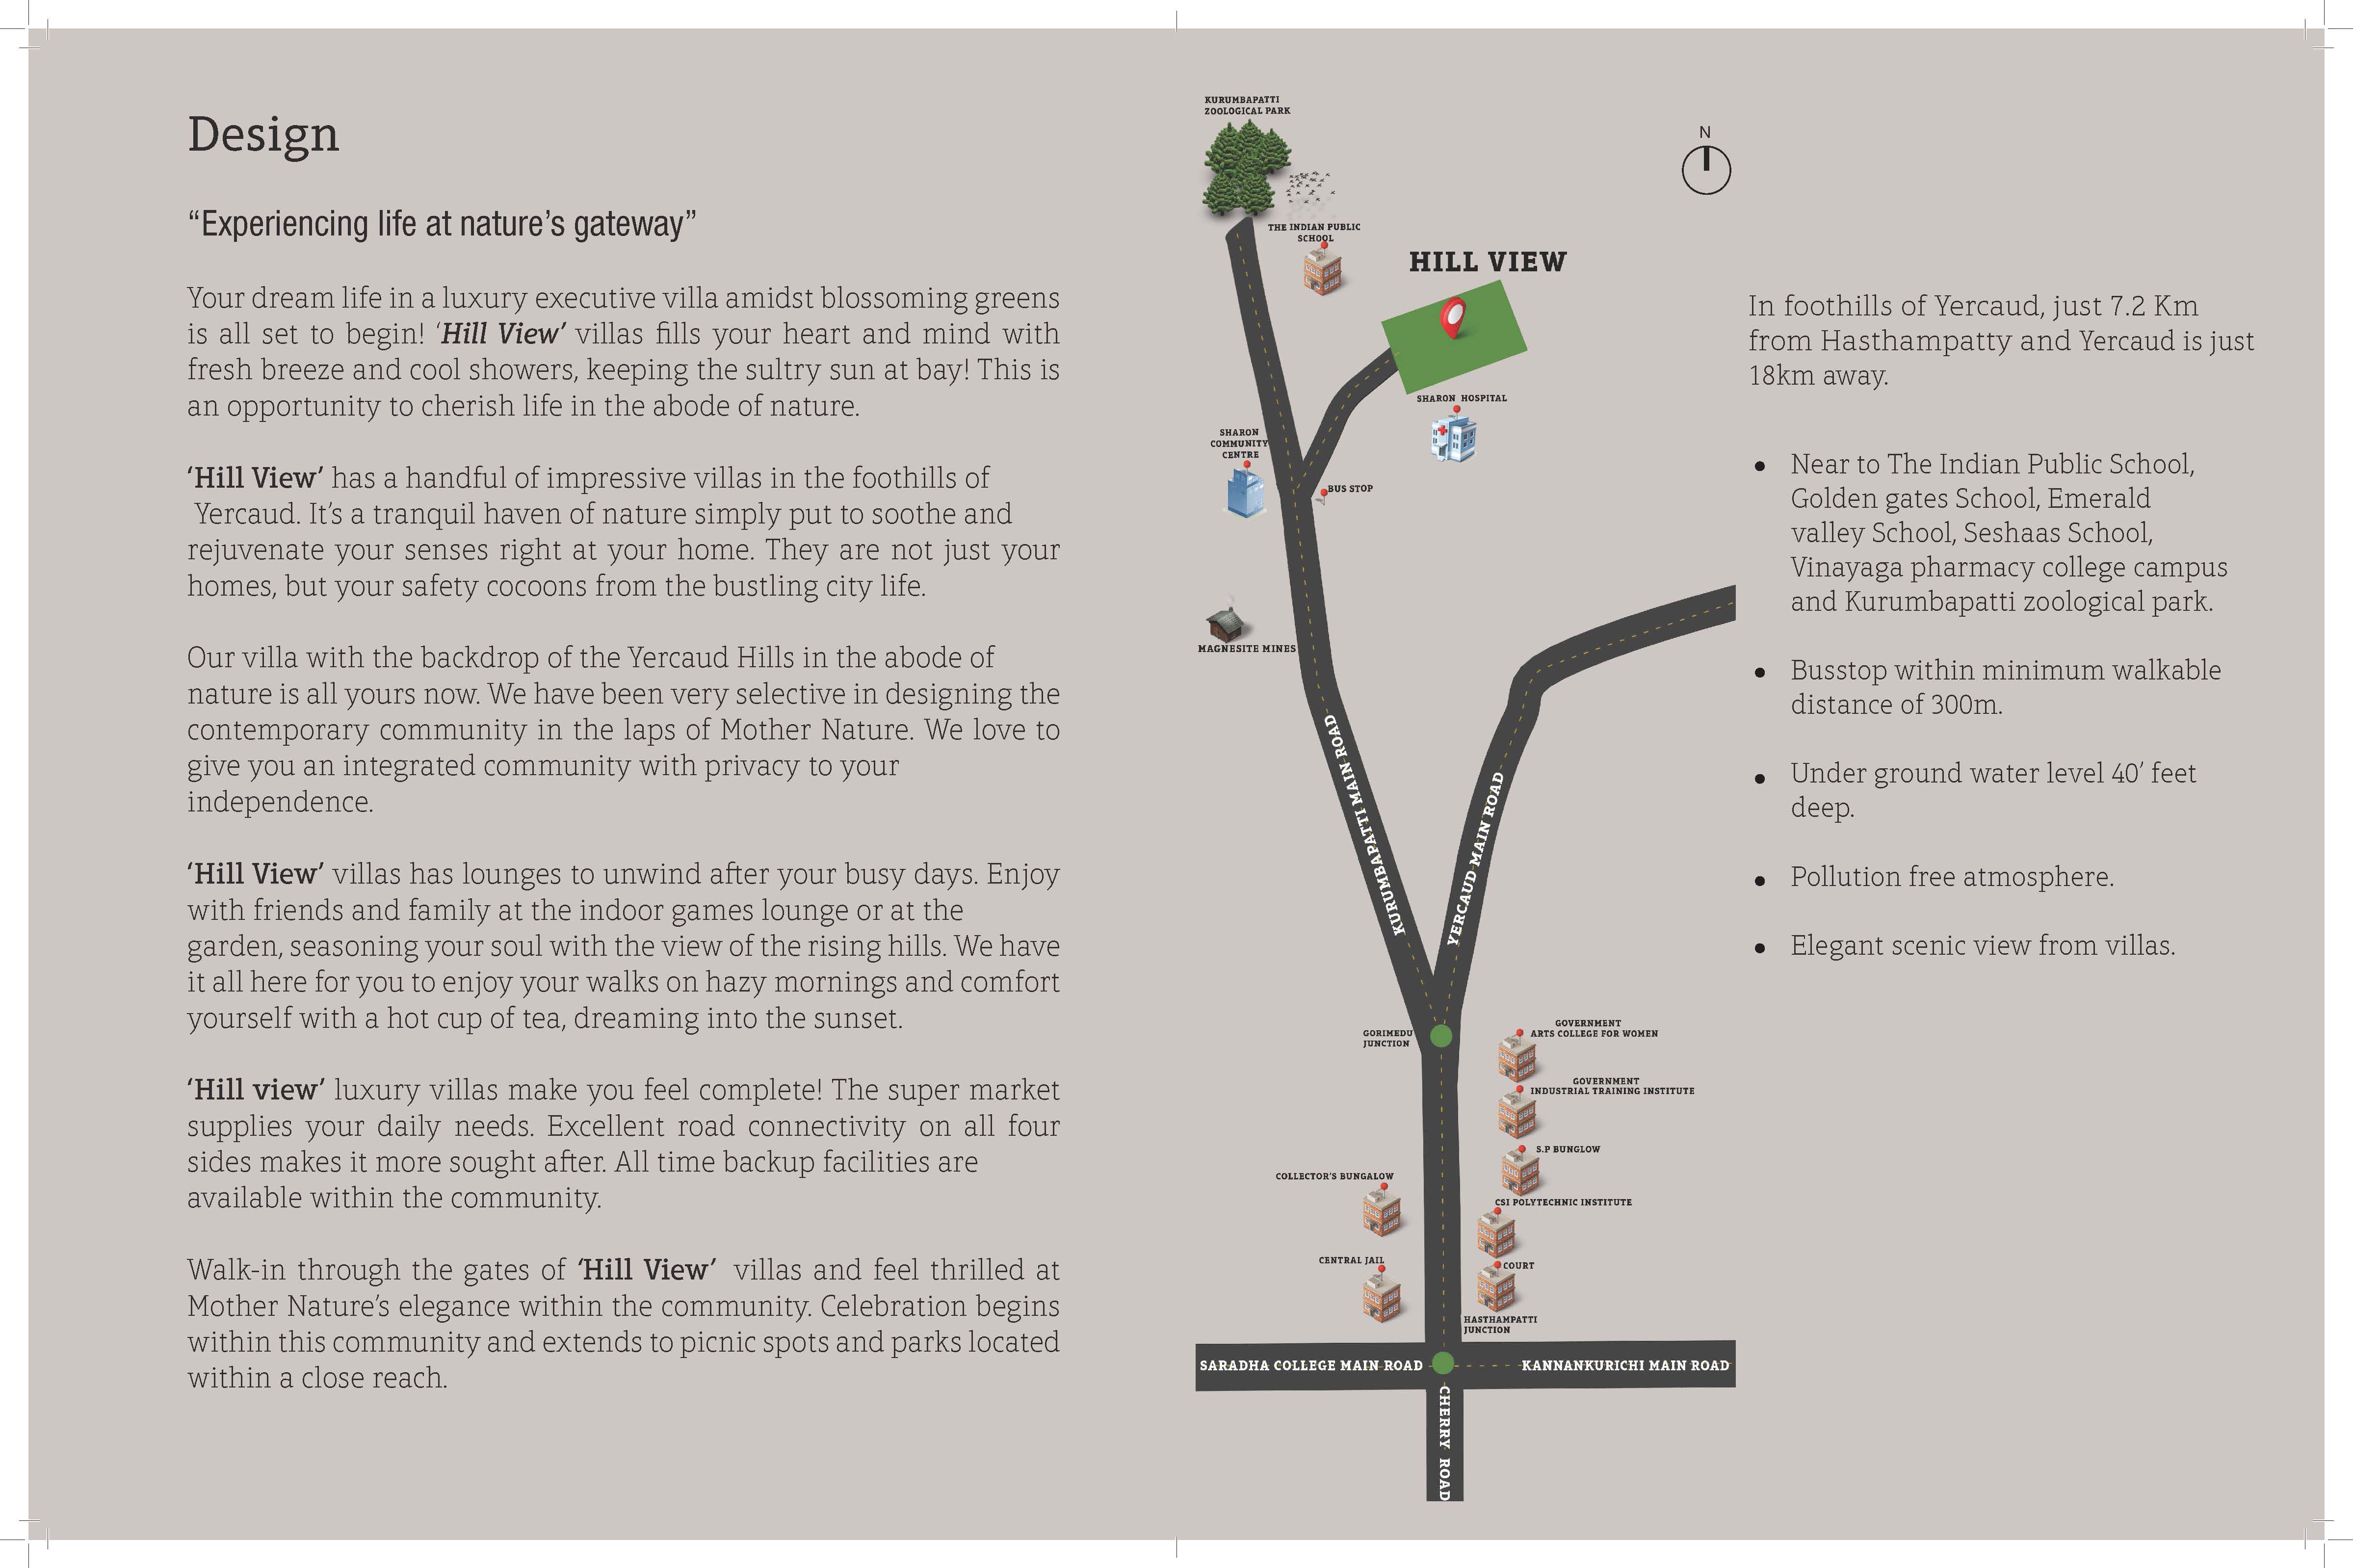 Design
“Experiencing life at nature’s gateway”
Your dream life in a luxury executive villa amidst blossoming greens
is all set to begin! ‘Hill View’ villas fills your heart and mind with
fresh breeze and cool showers, keeping the sultry sun at bay! This is
an opportunity to cherish life in the abode of nature.
‘Hill View’ has a handful of impressive villas in the foothills of
Yercaud. It’s a tranquil haven of nature simply put to soothe and
rejuvenate your senses right at your home. They are not just your
homes, but your safety cocoons from the bustling city life.
Our villa with the backdrop of the Yercaud Hills in the abode of
nature is all yours now. We have been very selective in designing the
contemporary community in the laps of Mother Nature. We love to
give you an integrated community with privacy to your
independence.
‘Hill View’ villas has lounges to unwind after your busy days. Enjoy
with friends and family at the indoor games lounge or at the
garden, seasoning your soul with the view of the rising hills. We have
it all here for you to enjoy your walks on hazy mornings and comfort
yourself with a hot cup of tea, dreaming into the sunset.
‘Hill view’ luxury villas make you feel complete! The super market
supplies your daily needs. Excellent road connectivity on all four
sides makes it more sought after. All time backup facilities are
available within the community.
Walk-in through the gates of ‘Hill View’ villas and feel thrilled at
Mother Nature’s elegance within the community. Celebration begins
within this community and extends to picnic spots and parks located
within a close reach.
KURUMBAPATTI
ZOOLOGICAL PARK
N
THE INDIAN PUBLIC
SCHOOL
HILL VIEW
SHARON HOSPITAL
SHARON
COMMUNITY
CENTRE
BUS STOP
MAGNESITE MINES
KURUMBAPATTI MAIN ROAD
YERCAUD MAIN ROAD
GORIMEDU
JUNCTION
GOVERNMENT
ARTS COLLEGE FOR WOMEN
GOVERNMENT
INDUSTRIAL TRAINING INSTITUTE
S.P BUNGLOW
COLLECTOR'S BUNGALOW
CSI POLYTECHNIC INSTITUTE
CENTRAL JAIL
COURT
HASTHAMPATTI
JUNCTION
SARADHA COLLEGE MAIN ROAD
KANNANKURICHI MAIN ROAD
CHERRY ROAD
In foothills of Yercaud, just 7.2 Km
from Hasthampatty and Yercaud is just
18km away.
• Near to The Indian Public School,
Golden gates School, Emerald
valley School, Seshaas School,
Vinayaga pharmacy college campus
and Kurumbapatti zoological park.
• Busstop within minimum walkable
distance of 300m.
• Under ground water level 40’ feet
deep.
• Pollution free atmosphere.
• Elegant scenic view from villas.